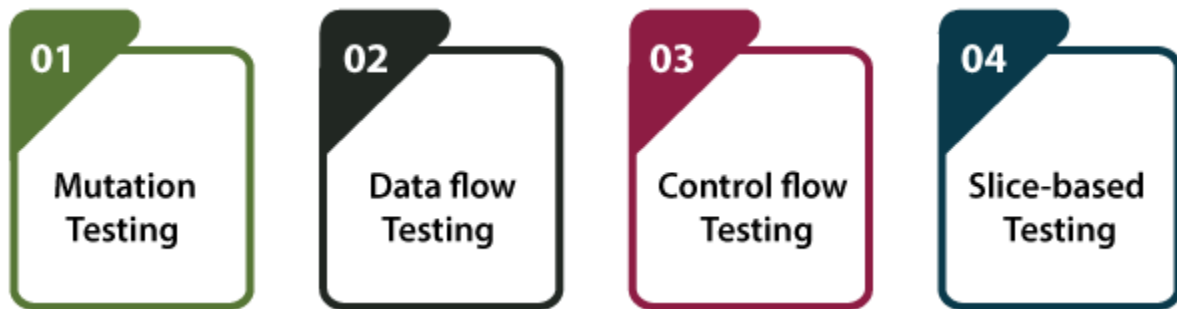 01
Mutation
Testing
02
Data flow
Testing
03
Control flow
Testing
04
Slice-based
Testing